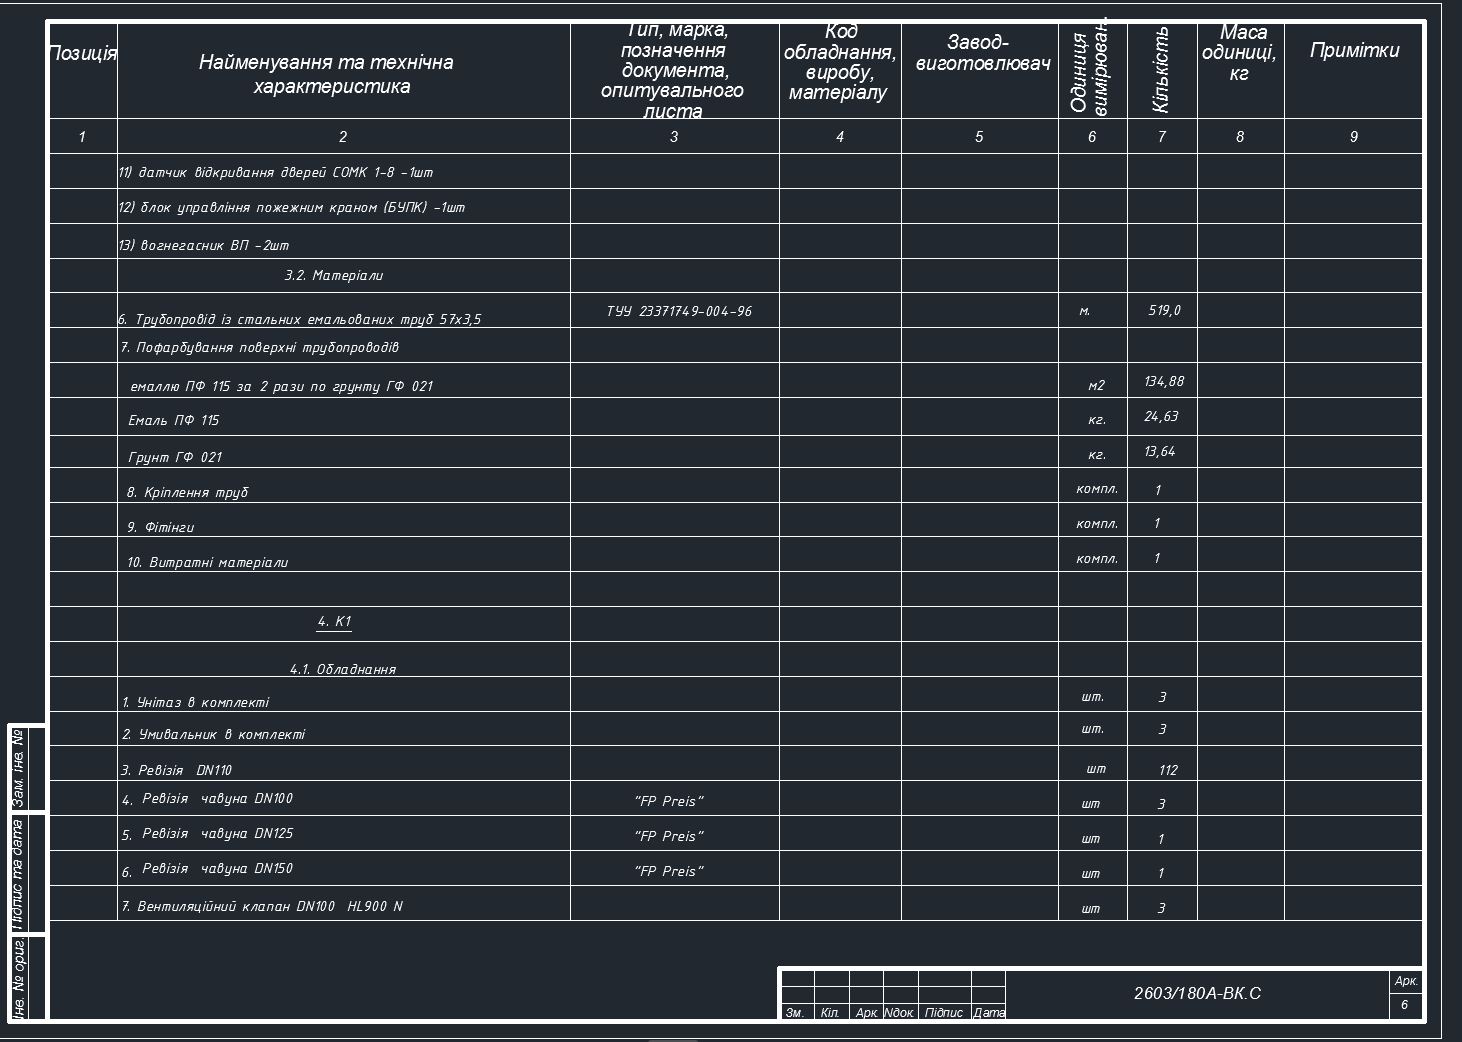 Позиція
Найменування та технічна
характеристика
Тип, марка,
позначення
документа,
опитувального
листа
Код
обладнання,
виробу,
матеріалу
Завод-
виготовлювач
Одиниця
вимірюван.
Кількість
Маса
одиниці,
кг
Примітки
1 2 3 4 5 6 7 8 9
11) датчик відкривання дверей СОМК 1-8 -1шт
12) блок управління пожежним краном (БУПК) -1шт
13) вогнегасник ВП -2шт
3.2. Матеріали
6. Трубопровід із стальних емальованих труб 57х3,5 ТУУ 23371749-004-96 м. 519,0
7. Пофарбування поверхні трубопроводів
емаллю ПФ 115 за 2 рази по грунту ГФ 021 м2 134,88
Емаль ПФ 115 кг. 24,63
Грунт ГФ 021 кг. 13,64
8. Кріплення труб компл. 1
9. Фітінги компл. 1
10. Витратні матеріали компл. 1
4. К1
4.1. Обладнання
1. Унітаз в комплекті шт. 3
2. Умивальник в комплекті шт. 3
3. Ревізія DN110 шт 112
4. Ревізія чавуна DN100 "FP Preis" шт 3
5. Ревізія чавуна DN125 "FP Preis" шт 1
6. Ревізія чавуна DN150 "FP Preis" шт 1
7. Вентиляційний клапан DN100 HL900 N шт 3
Зам. інв. №
Підпис та дата
Інв. № ориг.
Зм. Кіл. Арк. Nдок. Підпис Дата
2603/180А-ВК.С
Арк.
6